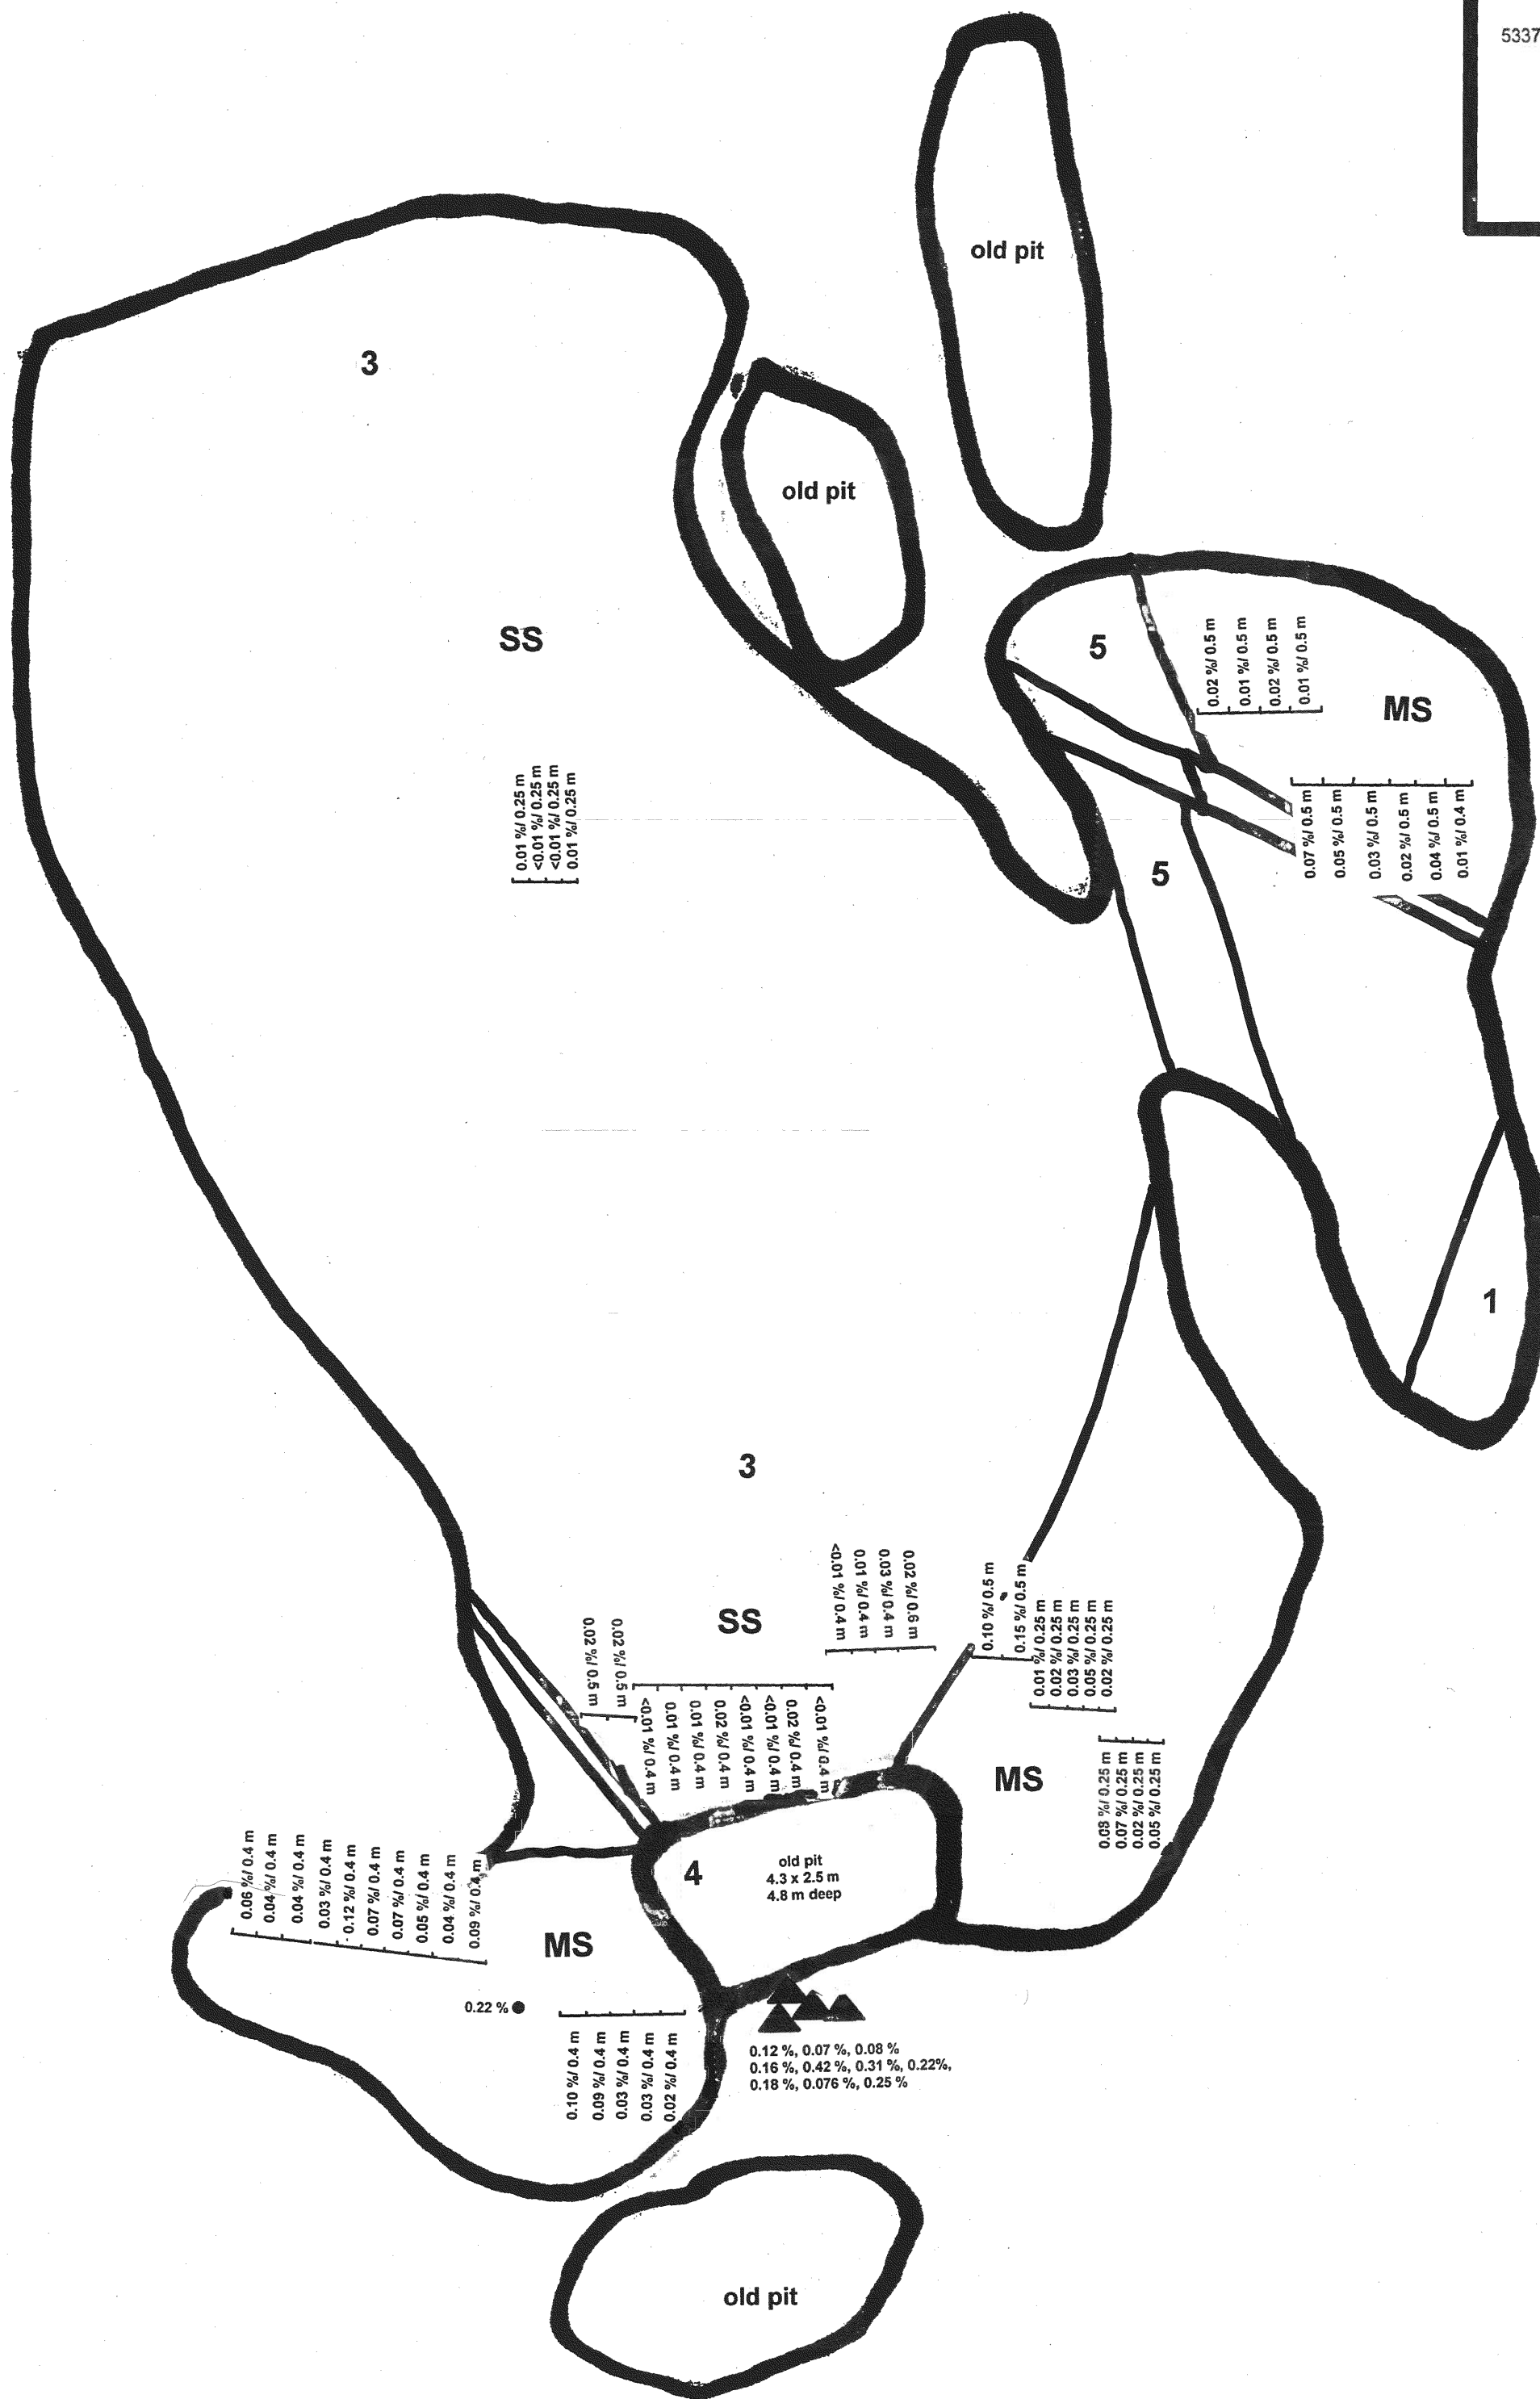 5337
old pit
3
old pit
SS
5
0.02 %/ 0.5 m
0.01 %/ 0.5 m
0.02 %/ 0.5 m
0.01 %/ 0.5 m
MS
0.01 %/ 0.25 m
<0.01 %/ 0.25 m
<0.01 %/ 0.25 m
0.01 %/ 0.25 m
0.07 %/ 0.5 m
0.05 %/ 0.5 m
0.03 %/ 0.5 m
0.02 %/ 0.5 m
0.04 %/ 0.5 m
0.01 %/ 0.4 m
5
1
3
<0.01 %/ 0.4 m
0.01 %/ 0.4 m
0.03 %/ 0.4 m
0.02 %/ 0.6 m
0.10 %/ 0.5 m
0.15 %/ 0.5 m
SS
0.01 %/ 0.25 m
0.02 %/ 0.25 m
0.03 %/ 0.25 m
0.05 %/ 0.25 m
0.02 %/ 0.25 m
0.02 %/ 0.5 m
0.02 %/ 0.5 m
<0.01 %/ 0.4 m
0.01 %/ 0.4 m
0.01 %/ 0.4 m
0.02 %/ 0.4 m
<0.01 %/ 0.4 m
<0.01 %/ 0.4 m
0.02 %/ 0.4 m
<0.01 %/ 0.4 m
MS
0.08 %/ 0.25 m
0.07 %/ 0.25 m
0.02 %/ 0.25 m
0.05 %/ 0.25 m
4
old pit
4.3 x 2.5 m
4.8 m deep
0.06 %/ 0.4 m
0.04 %/ 0.4 m
0.04 %/ 0.4 m
0.03 %/ 0.4 m
0.12 %/ 0.4 m
0.07 %/ 0.4 m
0.07 %/ 0.4 m
0.05 %/ 0.4 m
0.04 %/ 0.4 m
0.09 %/ 0.4 m
MS
0.22 %
0.10 %/ 0.4 m
0.09 %/ 0.4 m
0.03 %/ 0.4 m
0.03 %/ 0.4 m
0.02 %/ 0.4 m
0.12 %, 0.07 %, 0.08 %
0.16 %, 0.42 %, 0.31 %, 0.22%,
0.18 %, 0.076 %, 0.25 %
old pit